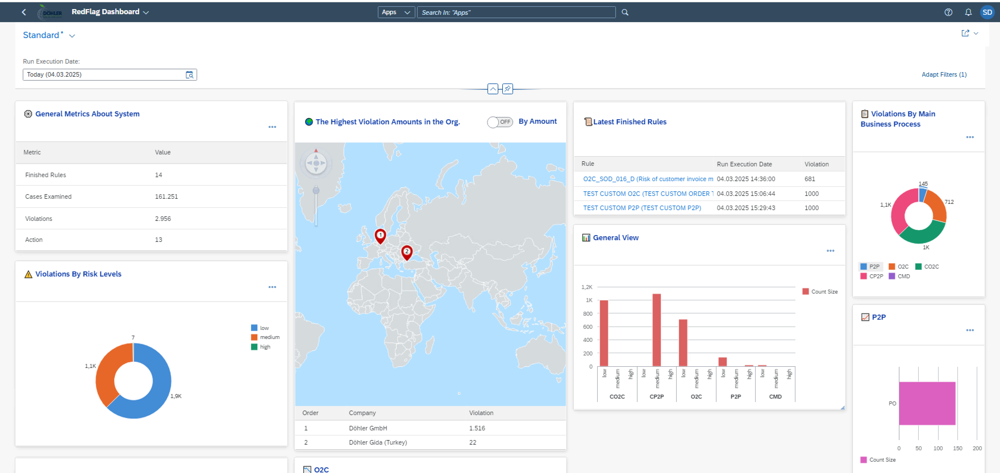 DÖHLER
RedFlag Dashboard
Apps
Search In: "Apps"
SD
Standard*
Run Execution Date:
Today (04.03.2025)
Adapt Filters (1)
General Metrics About System
Metric Value
Finished Rules 14
Cases Examined 161.251
Violations 2.956
Action 13
Violations By Risk Levels
low
medium
high
7
1,1K
1,9K
The Highest Violation Amounts in the Org.
OFF
By Amount
1
2
Order Company Violation
1 Döhler GmbH 1.516
2 Döhler Gida (Turkey) 22
O2C
Latest Finished Rules
Rule Run Execution Date Violation
O2C_SOD_016_D (Risk of customer invoice m 04.03.2025 14:36:00 681
TEST CUSTOM O2C (TEST CUSTOM ORDER T 04.03.2025 15:06:44 1000
TEST CUSTOM P2P (TEST CUSTOM P2P) 04.03.2025 15:29:43 1000
General View
Count Size
1,2K
1K
800
600
400
200
0
low medium high low medium high low medium high low medium high low medium high
CO2C CP2P O2C P2P CMD
Violations By Main
Business Process
145
712
1,1K
1K
P2P O2C CO2C
CP2P CMD
P2P
PO
0 50 100 150 200
Count Size